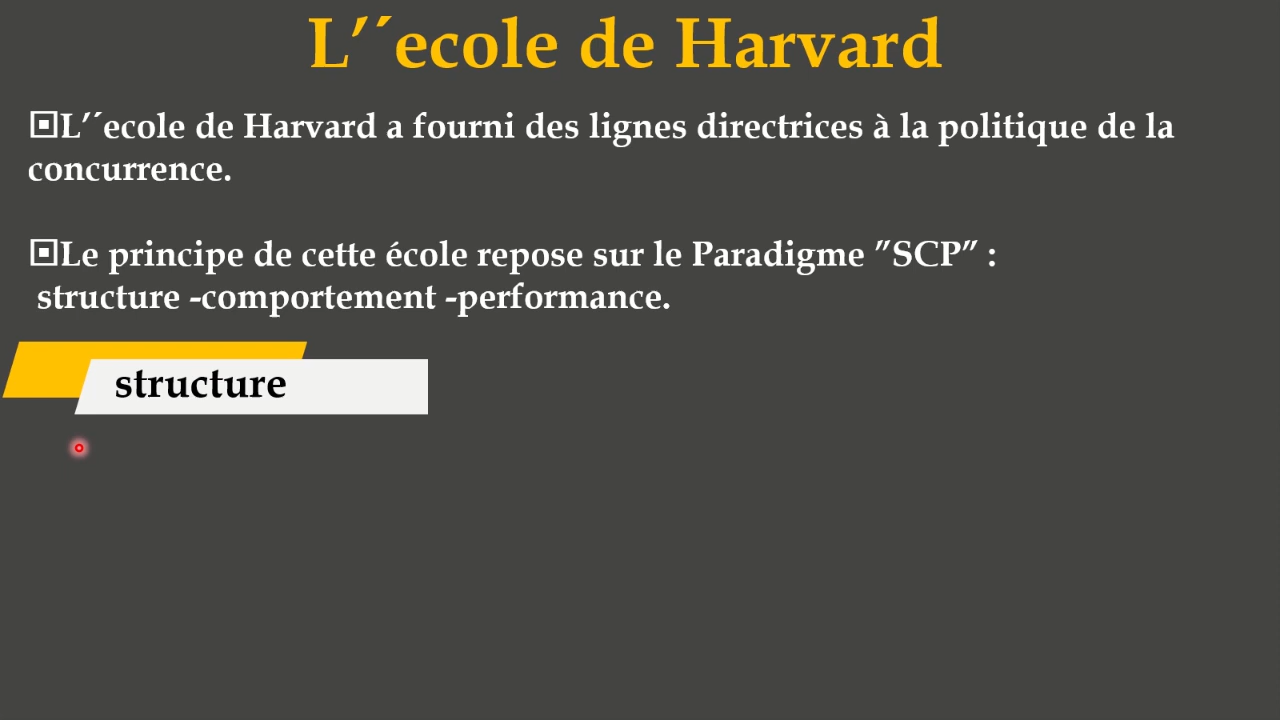 L’´ecole de Harvard
L’´ecole de Harvard a fourni des lignes directrices à la politique de la
concurrence.
Le principe de cette école repose sur le Paradigme ”SCP” :
structure -comportement -performance.
structure